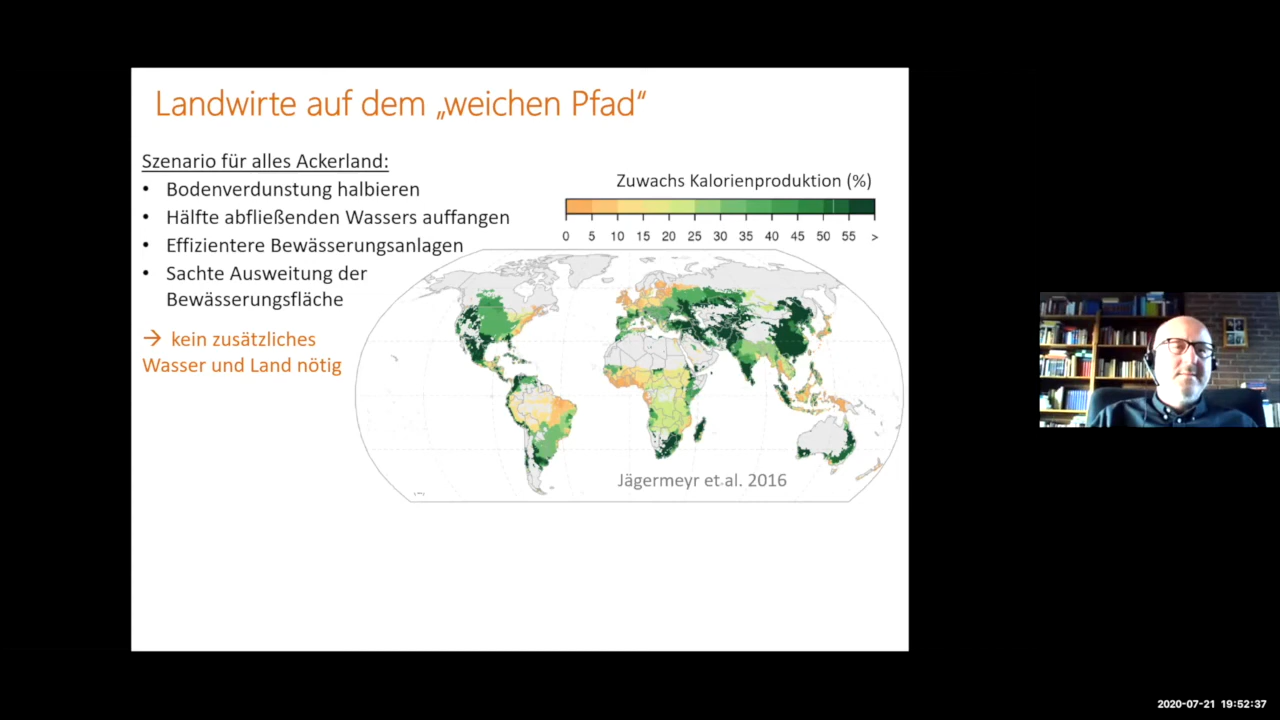 Landwirte auf dem „weichen Pfad“
Szenario für alles Ackerland:
• Bodenverdunstung halbieren
• Hälfte abfließenden Wassers auffangen
• Effizientere Bewässerungsanlagen
• Sachte Ausweitung der
Bewässerungsfläche
→ kein zusätzliches
Wasser und Land nötig
Zuwachs Kalorienproduktion (%)
0 5 10 15 20 25 30 35 40 45 50 55 >
Jägermeyr et al. 2016
2020-07-21 19:52:37